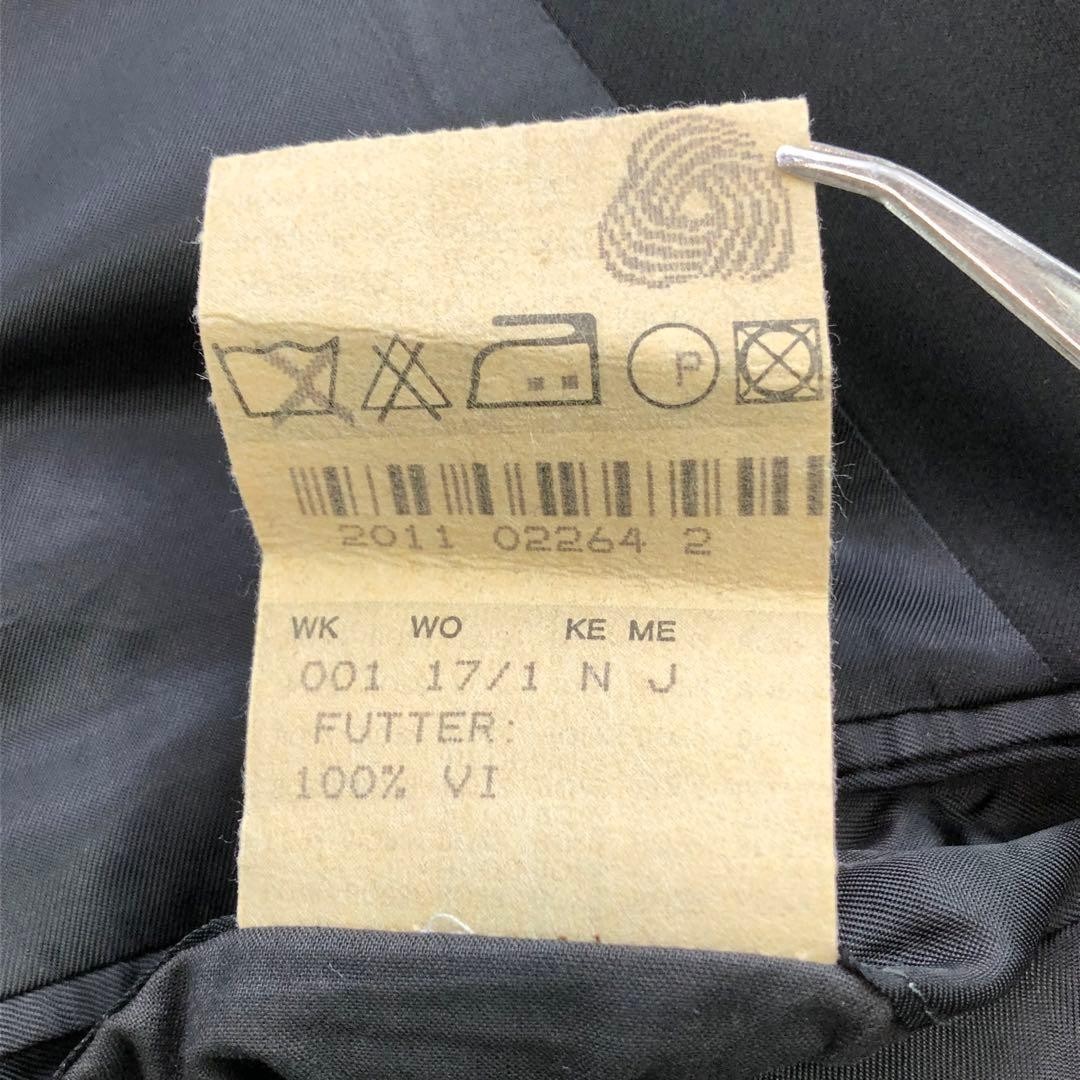 P
2011 02264 2
WK WO KE ME
001 17/1 N J
FUTTER:
100% VI